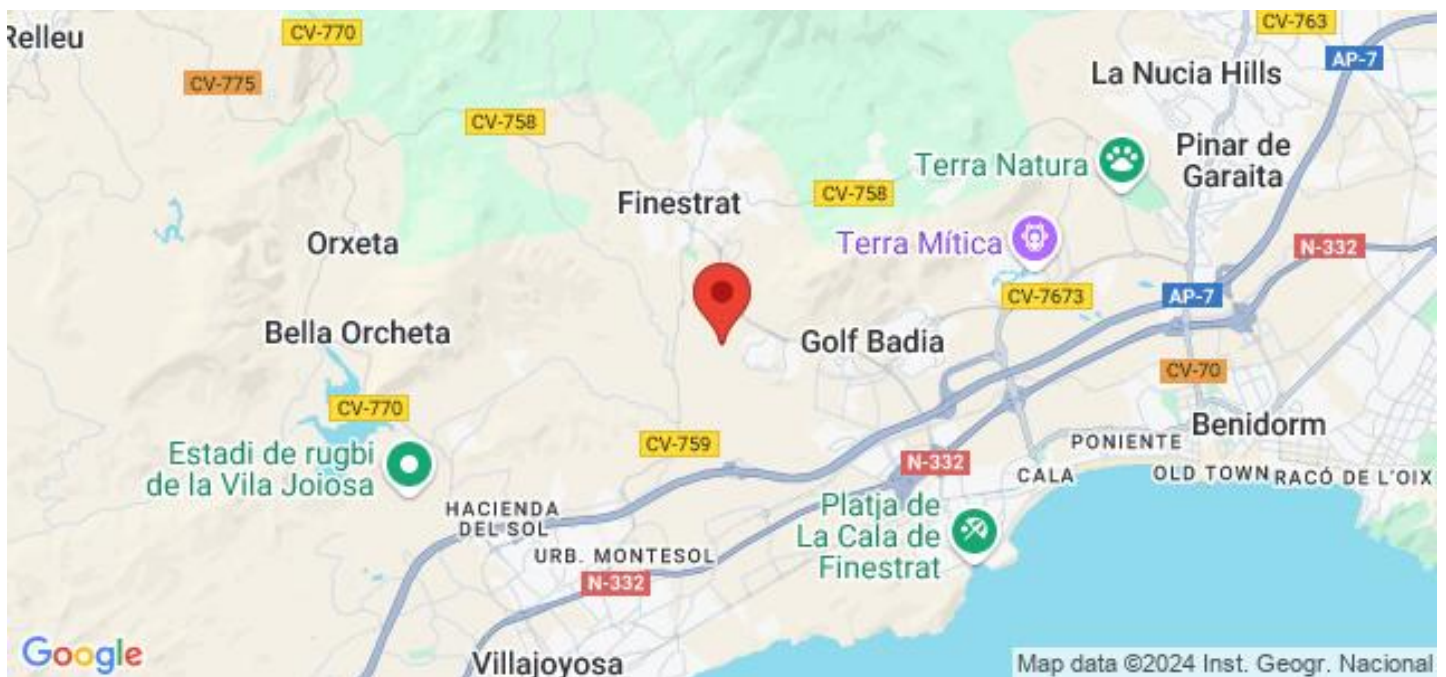 Relleu
CV-770
CV-763
AP-7
CV-775
La Nucia Hills
CV-758
Terra Natura
Pinar de
Garaita
Finestrat
CV-758
Orxeta
Terra Mítica
N-332
CV-7673
AP-7
Bella Orcheta
Golf Badia
CV-70
CV-770
Benidorm
CV-759
PONIENTE
Estadi de rugbi
de la Vila Joiosa
N-332
CALA
OLD TOWN
RACÓ DE L'OIX
HACIENDA
DEL SOL
Platja de
La Cala de
Finestrat
URB. MONTESOL
N-332
Villajoyosa
Google
Map data ©2024 Inst. Geogr. Nacional